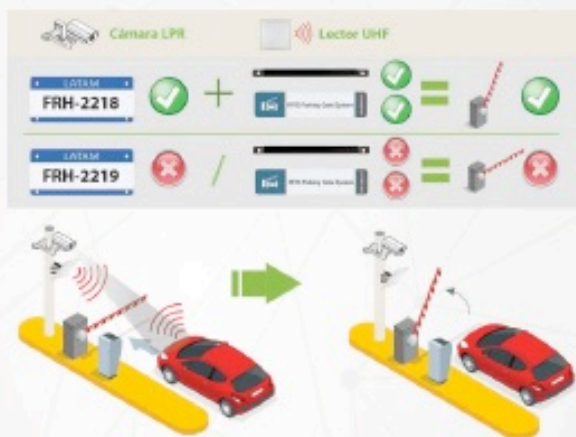 Cámara LPR
Lector UHF
LATAM
FRH-2218
RFID Parking Gate System
LATAM
FRH-2219
RFID Parking Gate System